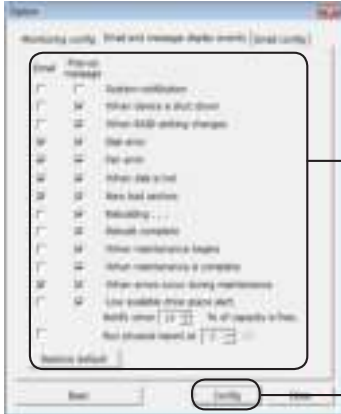 Option
Monitoring config Email and message display events Email config
Email Pop-up message
System notification
When device is shut down
When RAID setting changes
Disk error
Fan error
When disk is hot
New bad sectors
Rebuilding . . .
Rebuild complete
When maintenance begins
When maintenance is complete
When errors occur during maintenance
Low available drive space alert
Notify when % of capacity is free.
Restore default
Config